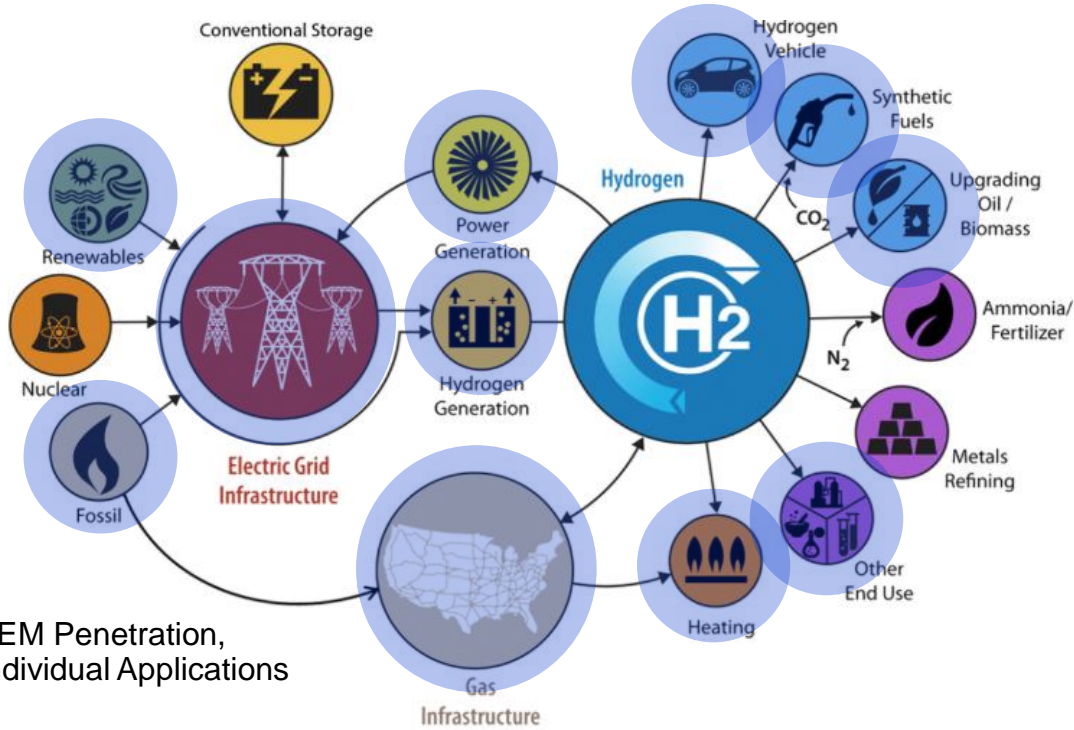 Conventional Storage
Hydrogen
Vehicle
Synthetic
Fuels
Upgrading
Oil /
Biomass
CO2
Hydrogen
H2
Renewables
Power
Generation
Ammonia/
Fertilizer
N2
Nuclear
Hydrogen
Generation
Metals
Refining
Electric Grid
Infrastructure
Fossil
Other
End Use
Heating
EM Penetration,
dividual Applications
Gas
Infrastructure